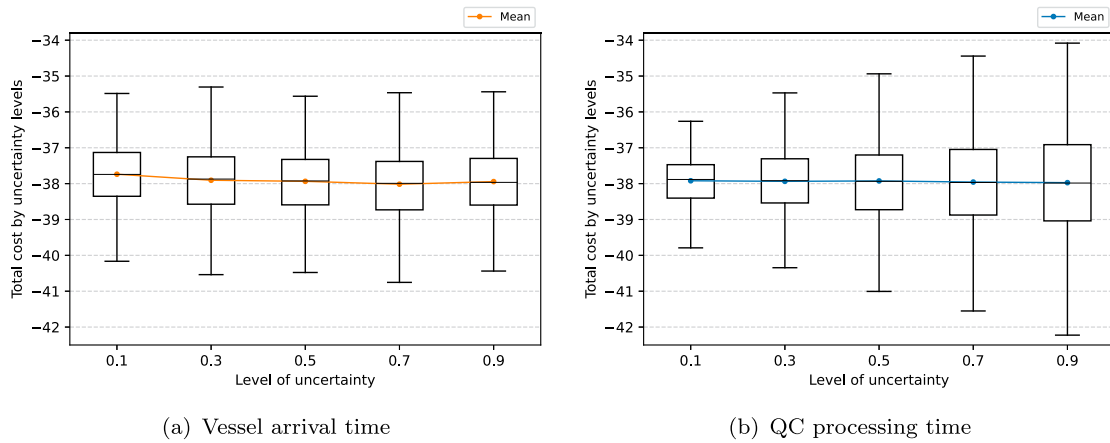 Mean
Total cost by uncertainty levels
−34
−35
−36
−37
−38
−39
−40
−41
−42
0.1 0.3 0.5 0.7 0.9
Level of uncertainty
(a) Vessel arrival time
Mean
Total cost by uncertainty levels
−34
−35
−36
−37
−38
−39
−40
−41
−42
0.1 0.3 0.5 0.7 0.9
Level of uncertainty
(b) QC processing time